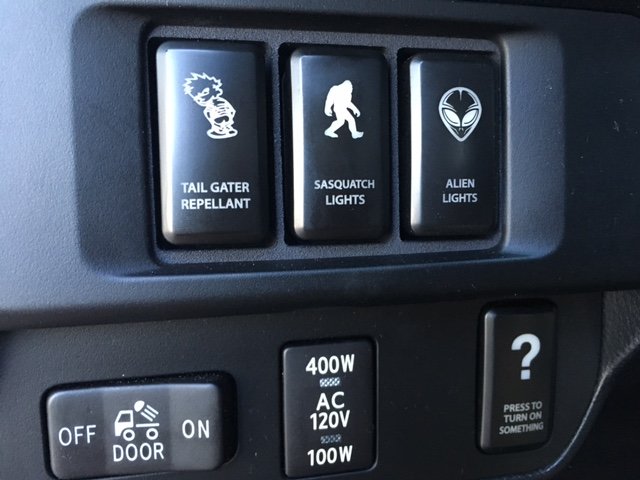 TAIL GATER
REPELLANT
SASQUATCH
LIGHTS
ALIEN
LIGHTS
OFF
DOOR
ON
400W
AC
120V
100W
?
PRESS TO
TURN ON
SOMETHING